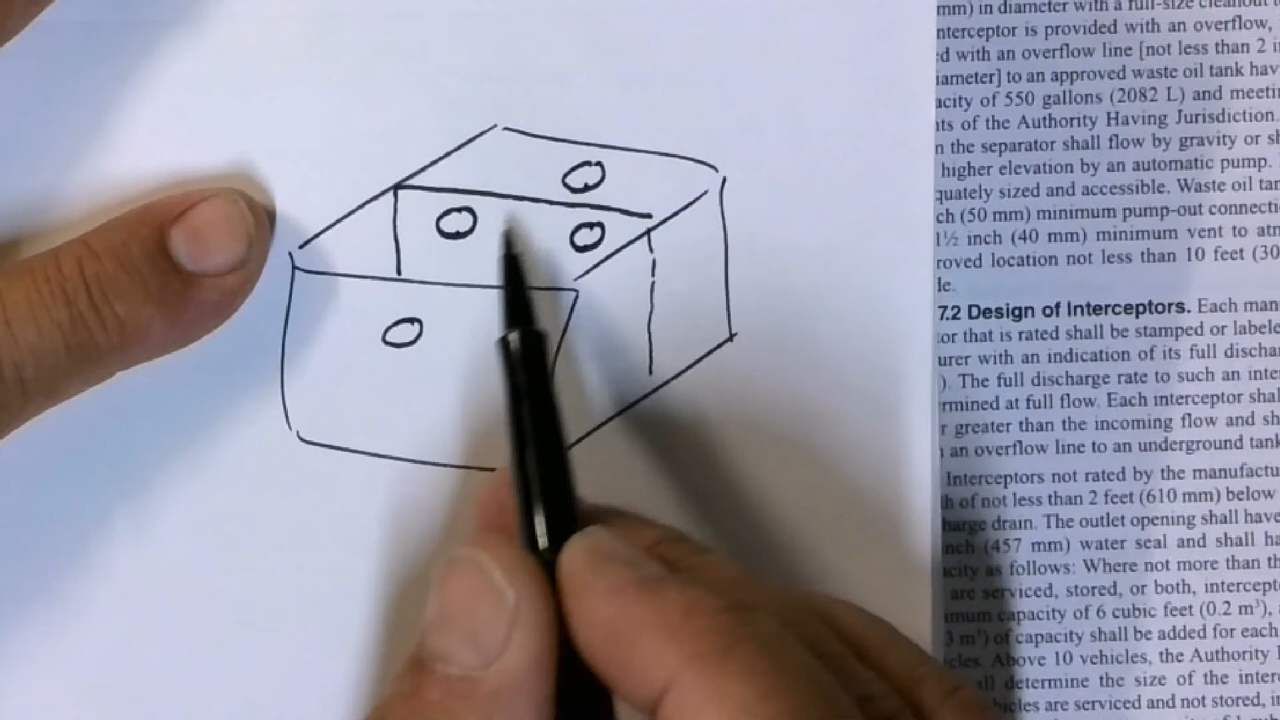 mm) in diameter with a full-size cleanout
nterceptor is provided with an overflow,
d with an overflow line [not less than 2
iameter] to an approved waste oil tank hav
acity of 550 gallons (2082 L) and meeti
ts of the Authority Having Jurisdiction.
n the separator shall flow by gravity or
higher elevation by an automatic pump.
quately sized and accessible. Waste oil tan
ch (50 mm) minimum pump-out connecti
1½ inch (40 mm) minimum vent to atm
roved location not less than 10 feet (30
le.
7.2 Design of Interceptors. Each man
tor that is rated shall be stamped or labele
urer with an indication of its full discha
). The full discharge rate to such an inte
rmined at full flow. Each interceptor shal
r greater than the incoming flow and sh
an overflow line to an underground tank
Interceptors not rated by the manufactu
h of not less than 2 feet (610 mm) below
harge drain. The outlet opening shall have
nch (457 mm) water seal and shall ha
acity as follows: Where not more than th
are serviced, stored, or both, intercept
imum capacity of 6 cubic feet (0.2 m³),
3 m³) of capacity shall be added for each
icles. Above 10 vehicles, the Authority
all determine the size of the inter
hicles are serviced and not stored,